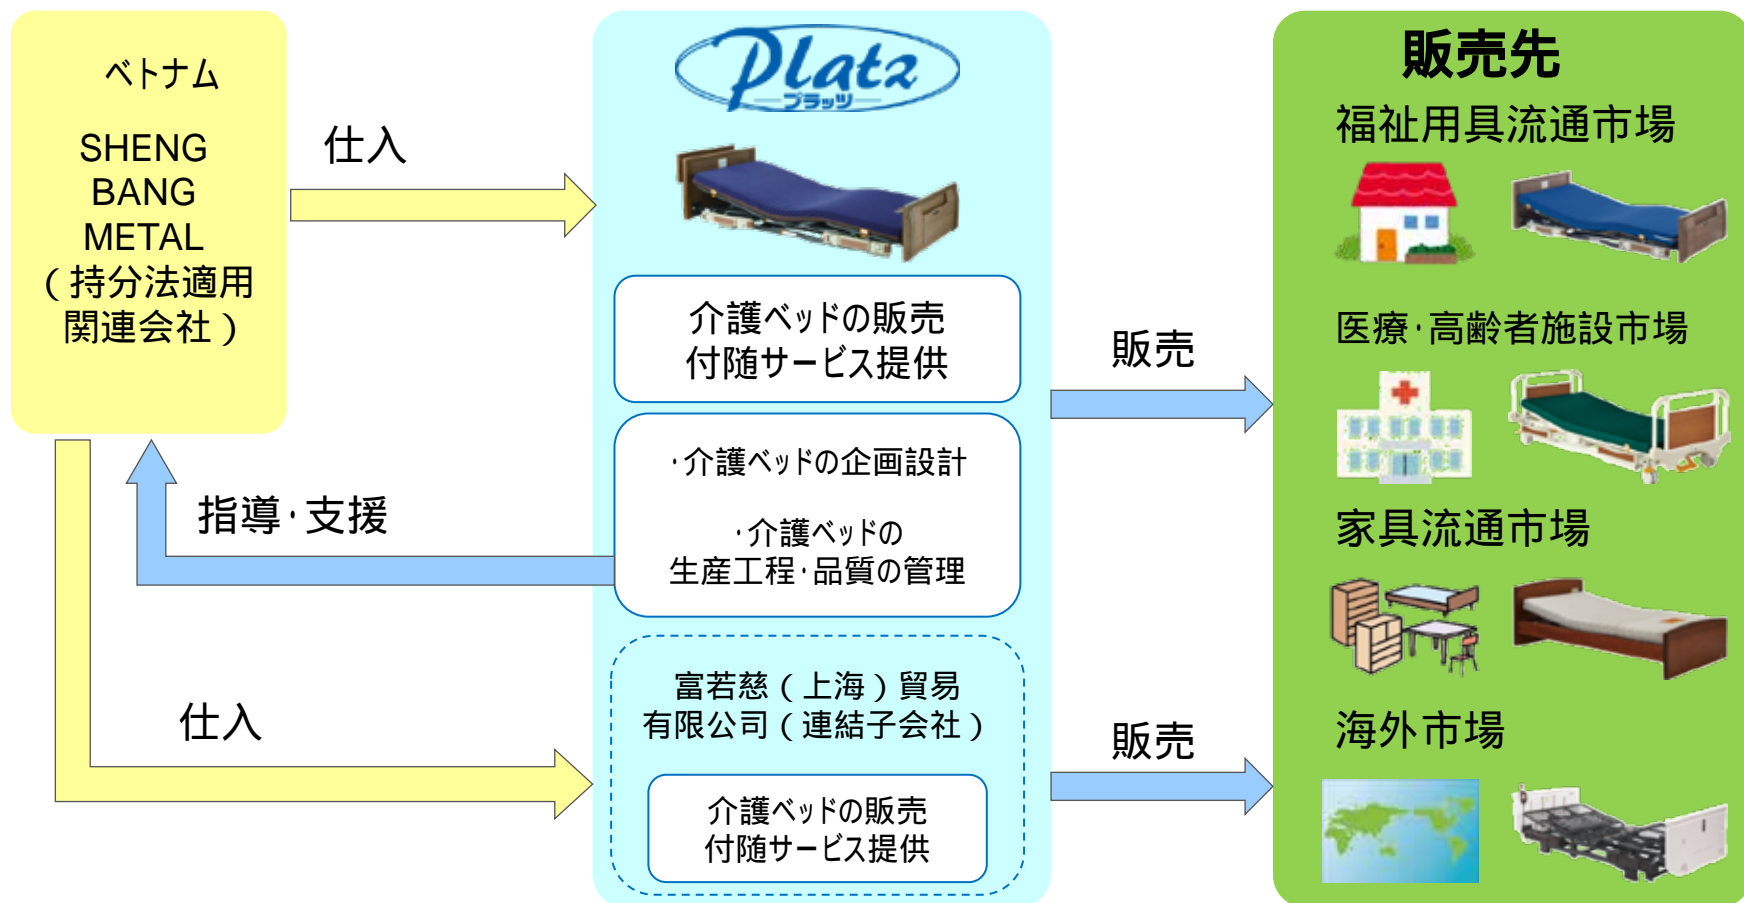 ベトナム
SHENG
BANG
METAL
(持分法適用
関連会社)
仕入
Platz
プラッツ
介護ベッドの販売
付随サービス提供
・介護ベッドの企画設計
・介護ベッドの
生産工程・品質の管理
指導・支援
仕入
富若慈(上海)貿易
有限公司(連結子会社)
介護ベッドの販売
付随サービス提供
販売
販売
販売先
福祉用具流通市場
医療・高齢者施設市場
家具流通市場
海外市場